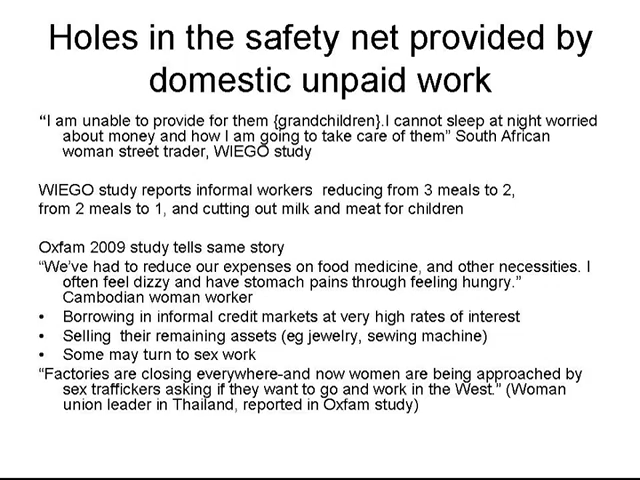 Holes in the safety net provided by
domestic unpaid work
“I am unable to provide for them {grandchildren}.I cannot sleep at night worried
about money and how I am going to take care of them” South African
woman street trader, WIEGO study
WIEGO study reports informal workers reducing from 3 meals to 2,
from 2 meals to 1, and cutting out milk and meat for children
Oxfam 2009 study tells same story
“We’ve had to reduce our expenses on food medicine, and other necessities. I
often feel dizzy and have stomach pains through feeling hungry.”
Cambodian woman worker
• Borrowing in informal credit markets at very high rates of interest
• Selling their remaining assets (eg jewelry, sewing machine)
• Some may turn to sex work
“Factories are closing everywhere-and now women are being approached by
sex traffickers asking if they want to go and work in the West.” (Woman
union leader in Thailand, reported in Oxfam study)